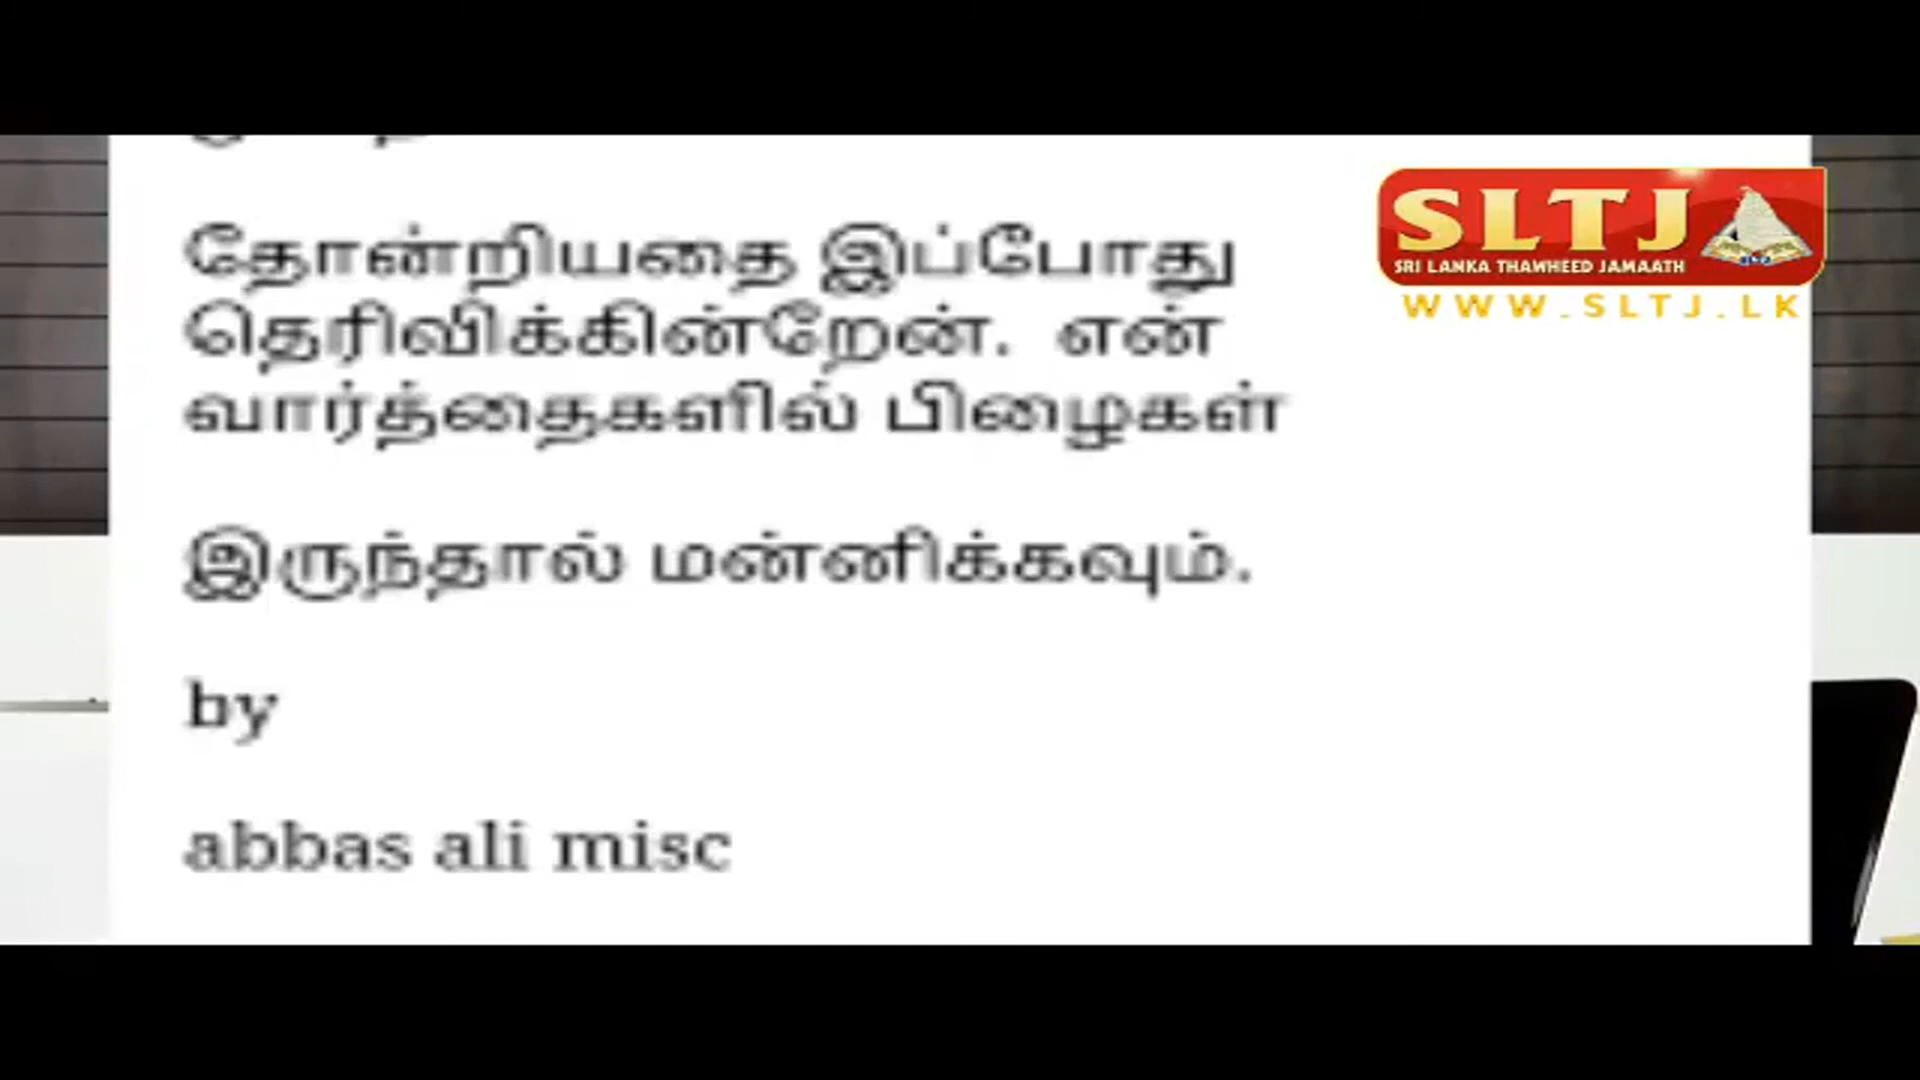 தோன்றியதை இப்போது
தெரிவிக்கின்றேன். என்
வார்த்தைகளில் பிழைகள்
இருந்தால் மன்னிக்கவும்.
by
abbas ali misc
SLTJ
SRI LANKA THAWHEED JAMAATH
WWW.SLTJ.LK